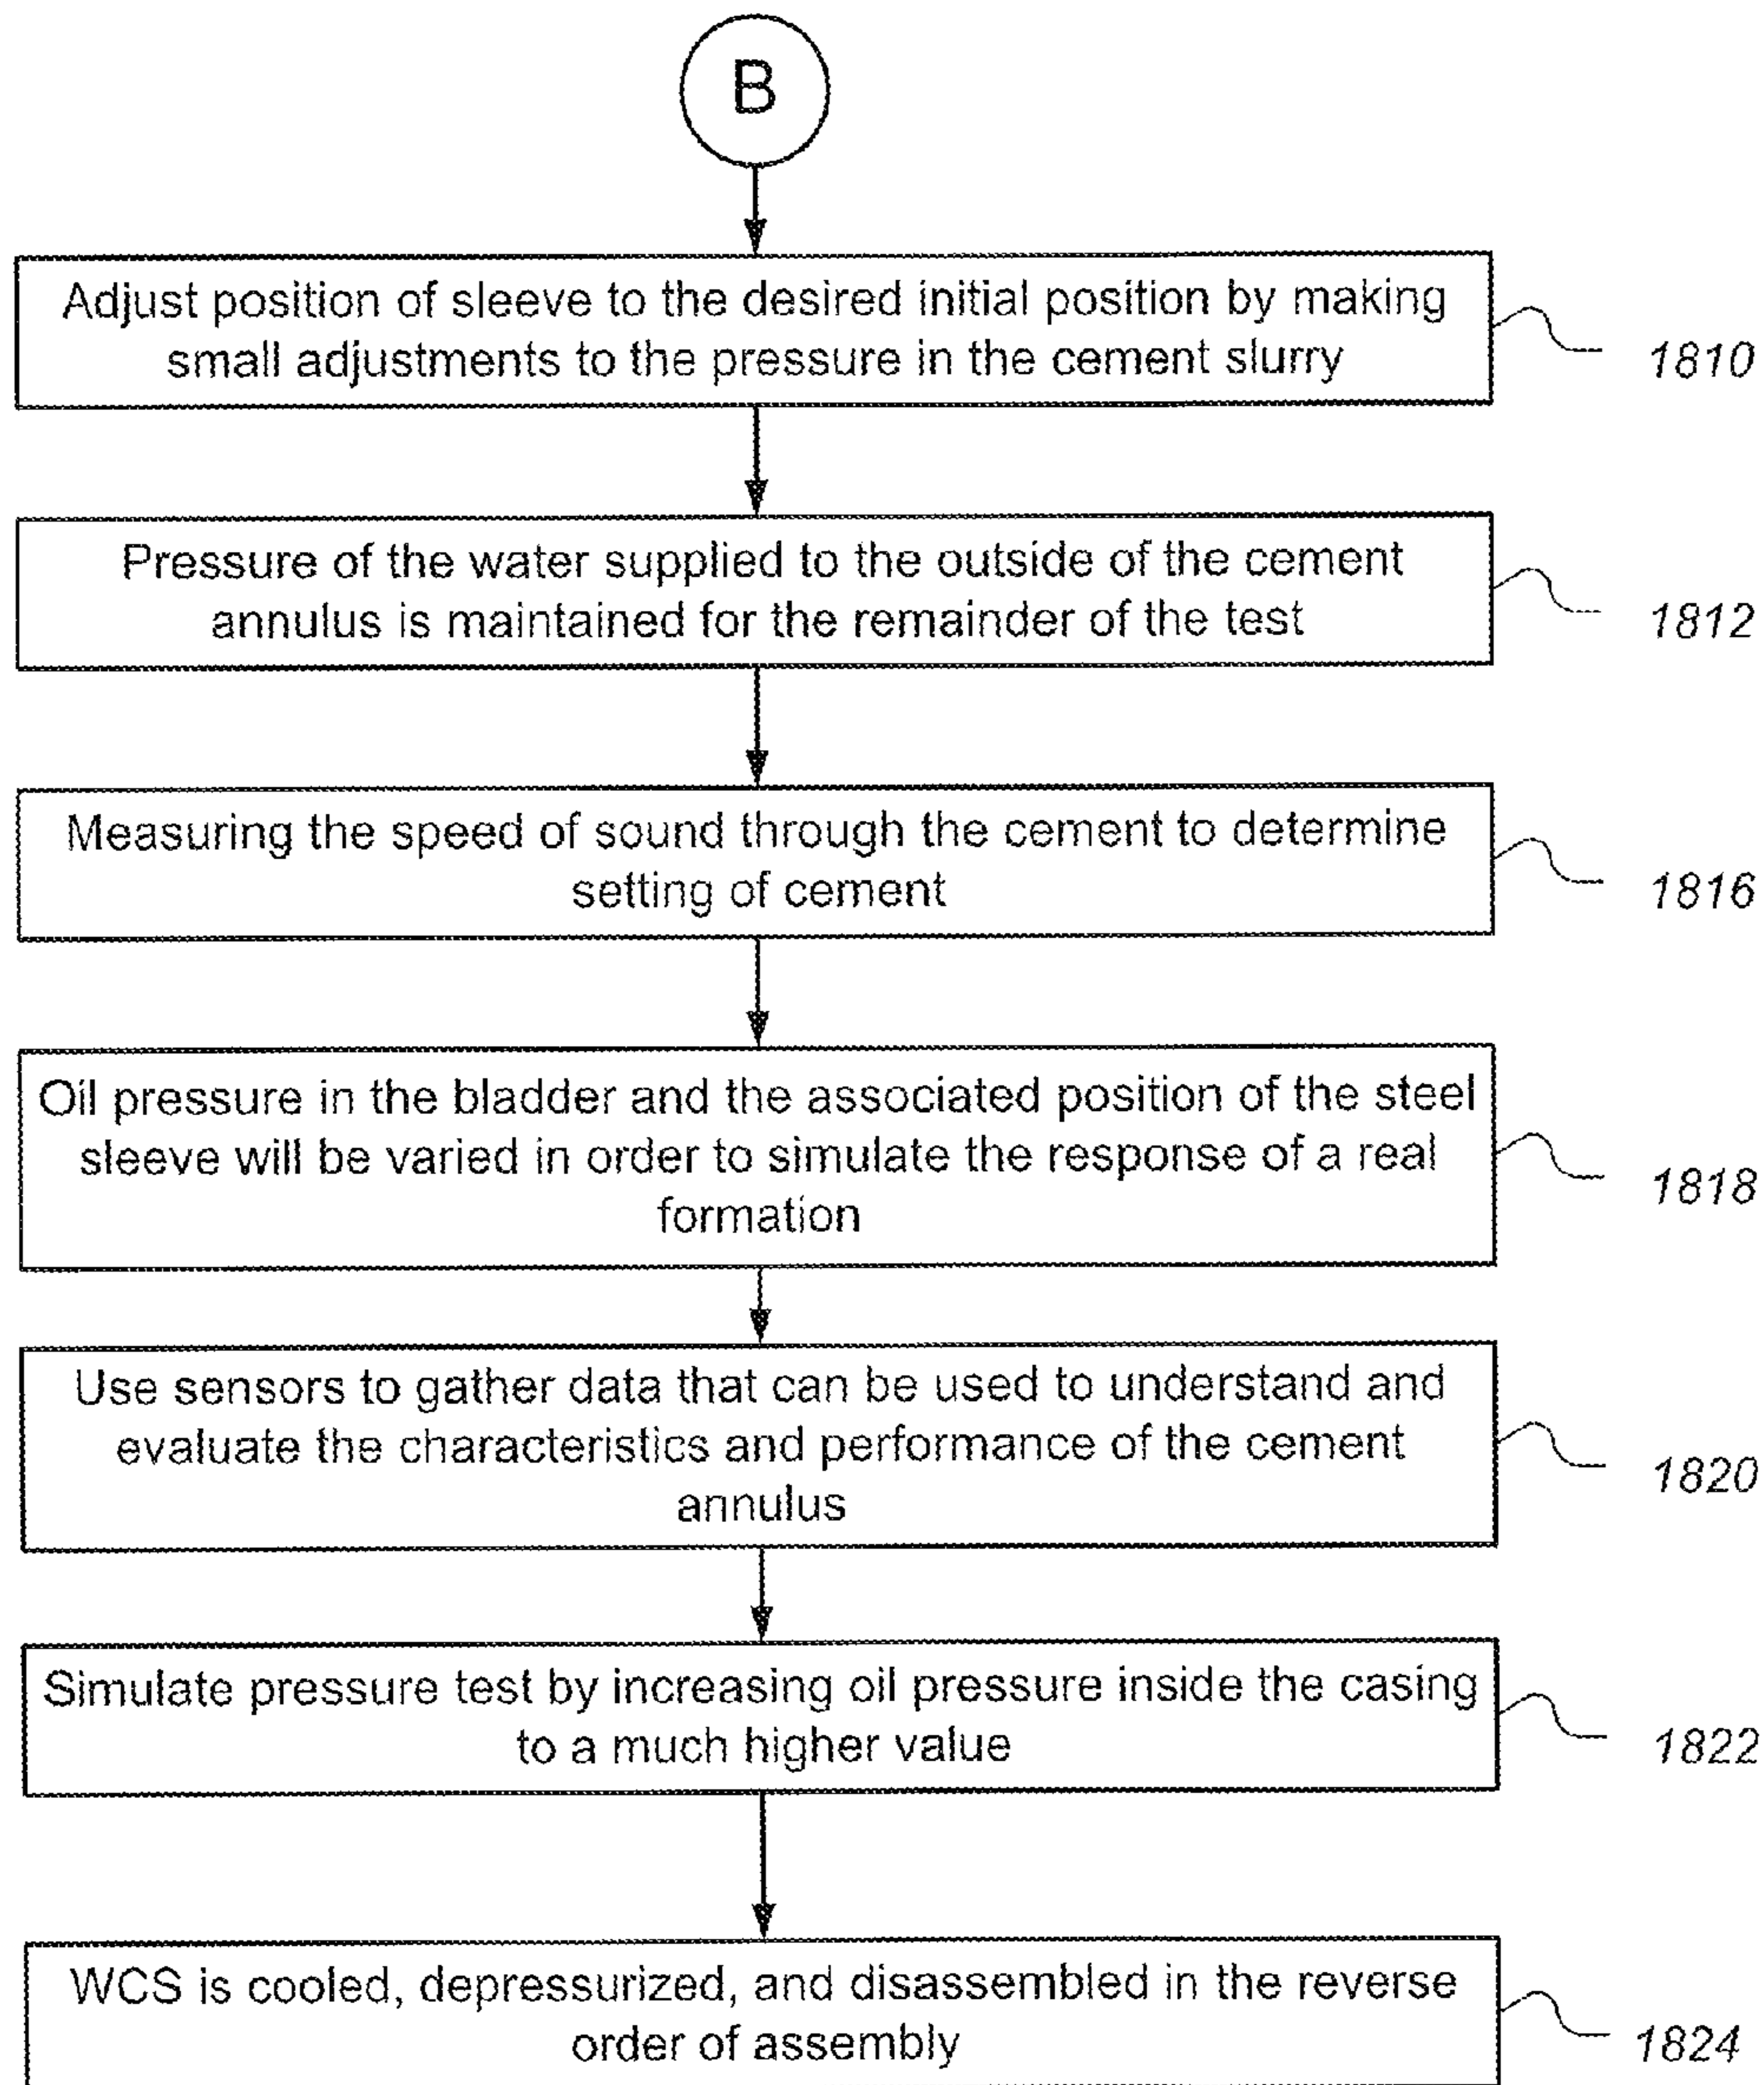 B
Adjust position of sleeve to the desired initial position by making
small adjustments to the pressure in the cement slurry
1810
Pressure of the water supplied to the outside of the cement
annulus is maintained for the remainder of the test
1812
Measuring the speed of sound through the cement to determine
setting of cement
1816
Oil pressure in the bladder and the associated position of the steel
sleeve will be varied in order to simulate the response of a real
formation
1818
Use sensors to gather data that can be used to understand and
evaluate the characteristics and performance of the cement
annulus
1820
Simulate pressure test by increasing oil pressure inside the casing
to a much higher value
1822
WCS is cooled, depressurized, and disassembled in the reverse
order of assembly
1824